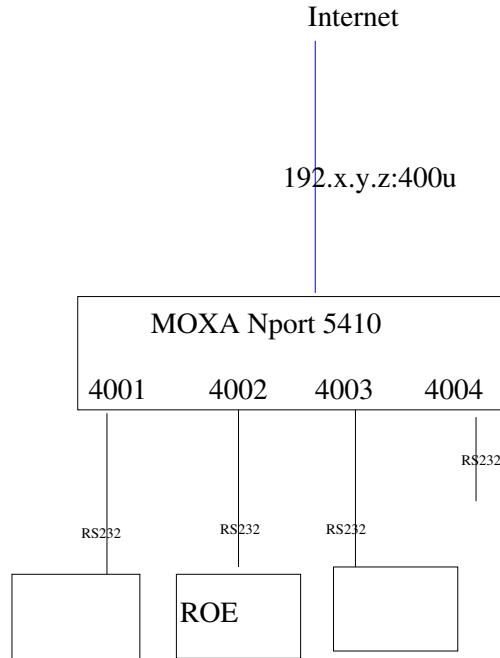 Internet
192.x.y.z:400u
MOXA Nport 5410
4001 4002 4003 4004
RS232
RS232 RS232 RS232
ROE